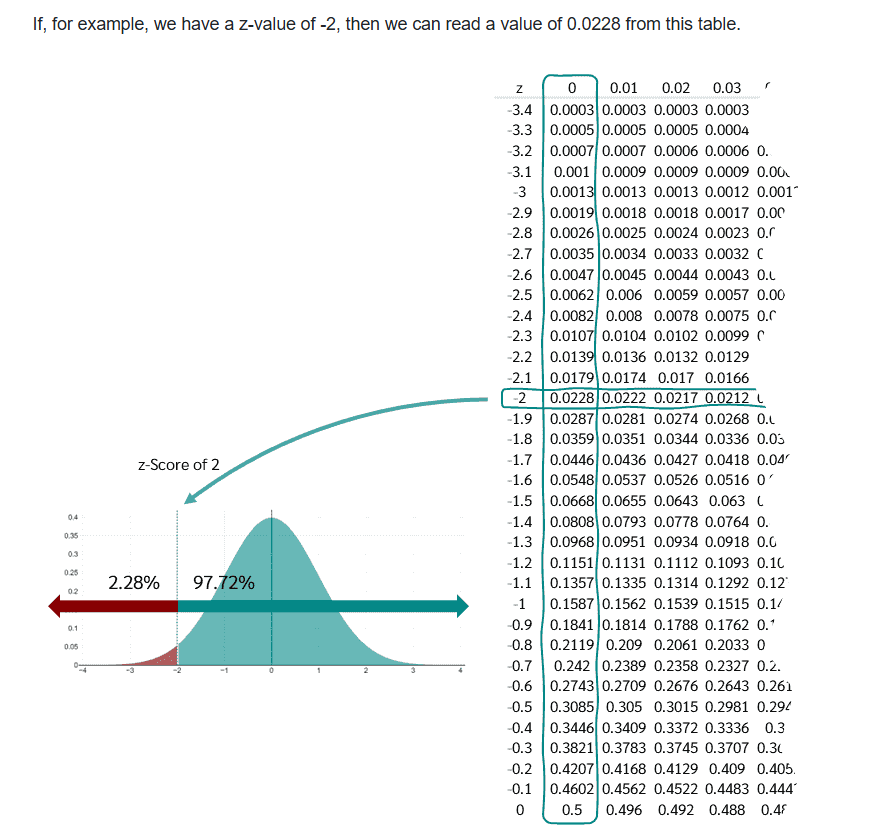 If, for example, we have a z-value of -2, then we can read a value of 0.0228 from this table.
z 0 0.01 0.02 0.03
-3.4 0.0003 0.0003 0.0003 0.0003
-3.3 0.0005 0.0005 0.0005 0.0004
-3.2 0.0007 0.0007 0.0006 0.0006
-3.1 0.001 0.0009 0.0009 0.0009
-3 0.0013 0.0013 0.0013 0.0012
-2.9 0.0019 0.0018 0.0018 0.0017
-2.8 0.0026 0.0025 0.0024 0.0023
-2.7 0.0035 0.0034 0.0033 0.0032
-2.6 0.0047 0.0045 0.0044 0.0043
-2.5 0.0062 0.006 0.0059 0.0057
-2.4 0.0082 0.008 0.0078 0.0075
-2.3 0.0107 0.0104 0.0102 0.0099
-2.2 0.0139 0.0136 0.0132 0.0129
-2.1 0.0179 0.0174 0.017 0.0166
-2 0.0228 0.0222 0.0217 0.0212
-1.9 0.0287 0.0281 0.0274 0.0268
-1.8 0.0359 0.0351 0.0344 0.0336
-1.7 0.0446 0.0436 0.0427 0.0418
-1.6 0.0548 0.0537 0.0526 0.0516
-1.5 0.0668 0.0655 0.0643 0.063
-1.4 0.0808 0.0793 0.0778 0.0764
-1.3 0.0968 0.0951 0.0934 0.0918
-1.2 0.1151 0.1131 0.1112 0.1093
-1.1 0.1357 0.1335 0.1314 0.1292
-1 0.1587 0.1562 0.1539 0.1515
-0.9 0.1841 0.1814 0.1788 0.1762
-0.8 0.2119 0.209 0.2061 0.2033
-0.7 0.242 0.2389 0.2358 0.2327
-0.6 0.2743 0.2709 0.2676 0.2643
-0.5 0.3085 0.305 0.3015 0.2981
-0.4 0.3446 0.3409 0.3372 0.3336
-0.3 0.3821 0.3783 0.3745 0.3707
-0.2 0.4207 0.4168 0.4129 0.409
-0.1 0.4602 0.4562 0.4522 0.4483
0 0.5 0.496 0.492 0.488
z-Score of 2
0.4
0.35
0.3
0.25
2.28% 97.72%
0.2
0.1
0.05
0
-4 -3 -2 -1 0 1 2 3 4